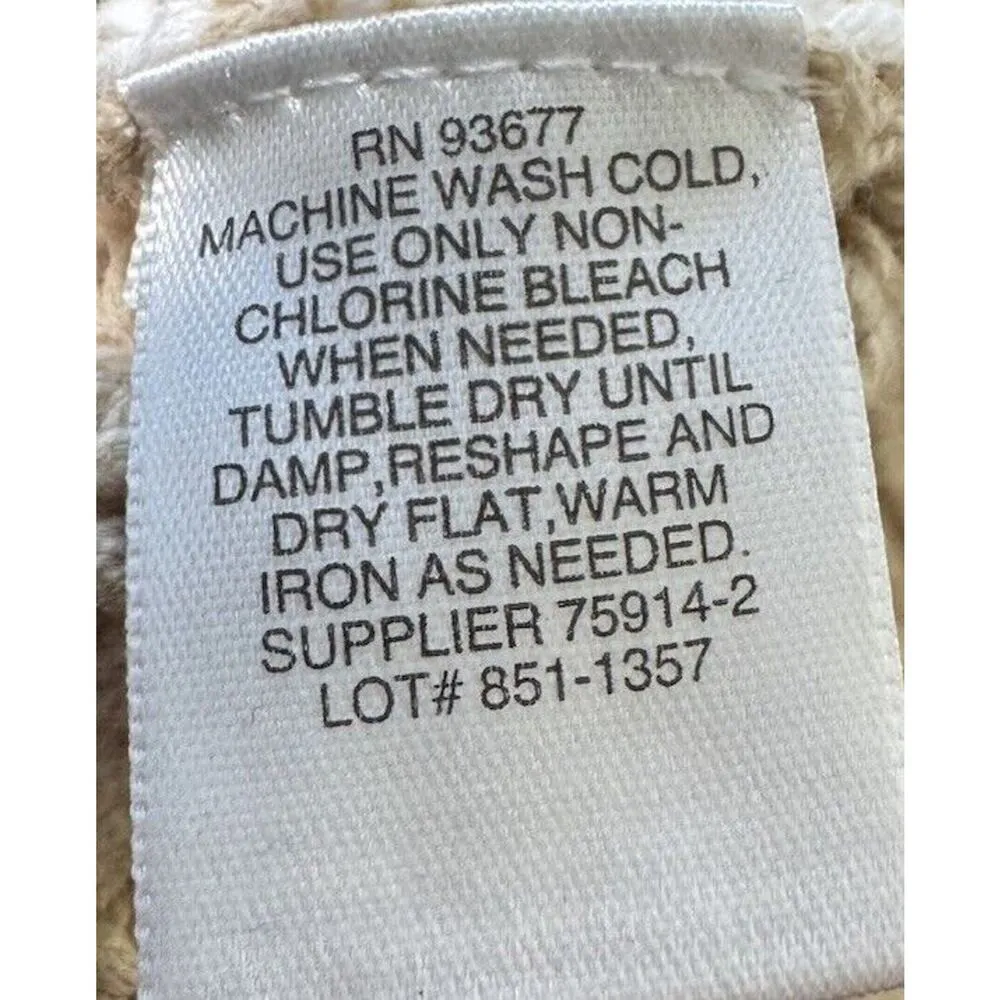 RN 93677
MACHINE WASH COLD,
USE ONLY NON-
CHLORINE BLEACH
WHEN NEEDED,
TUMBLE DRY UNTIL
DAMP,RESHAPE AND
DRY FLAT,WARM
IRON AS NEEDED.
SUPPLIER 75914-2
LOT# 851-1357